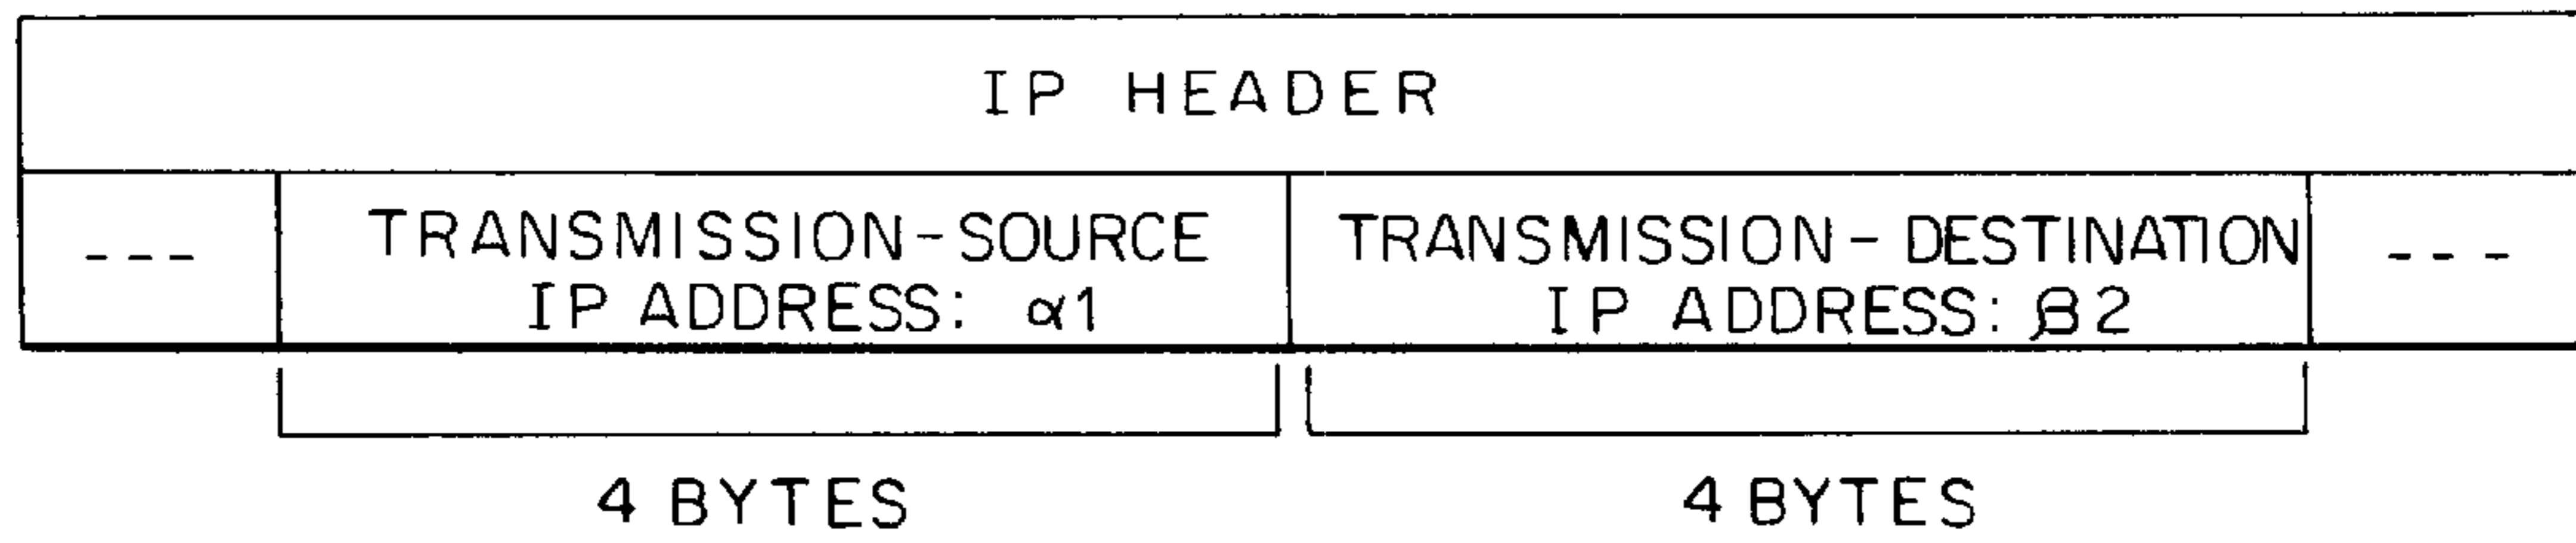 IP HEADER
---
TRANSMISSION-SOURCE
IP ADDRESS: α1
TRANSMISSION-DESTINATION
IP ADDRESS: β2
---
4 BYTES
4 BYTES